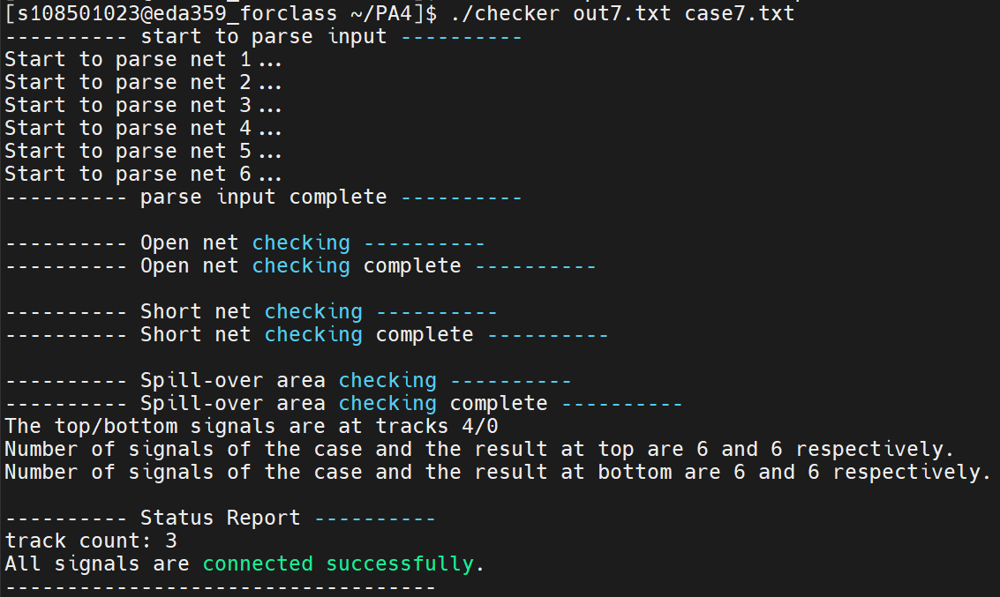 [s108501023@eda359_forclass ~/PA4]$ ./checker out7.txt case7.txt
---------- start to parse input ----------
Start to parse net 1...
Start to parse net 2...
Start to parse net 3...
Start to parse net 4...
Start to parse net 5...
Start to parse net 6...
---------- parse input complete ----------
---------- Open net checking ----------
---------- Open net checking complete ----------
---------- Short net checking ----------
---------- Short net checking complete ----------
---------- Spill-over area checking ----------
---------- Spill-over area checking complete ----------
The top/bottom signals are at tracks 4/0
Number of signals of the case and the result at top are 6 and 6 respectively.
Number of signals of the case and the result at bottom are 6 and 6 respectively.
---------- Status Report ----------
track count: 3
All signals are connected successfully.
-----------------------------------